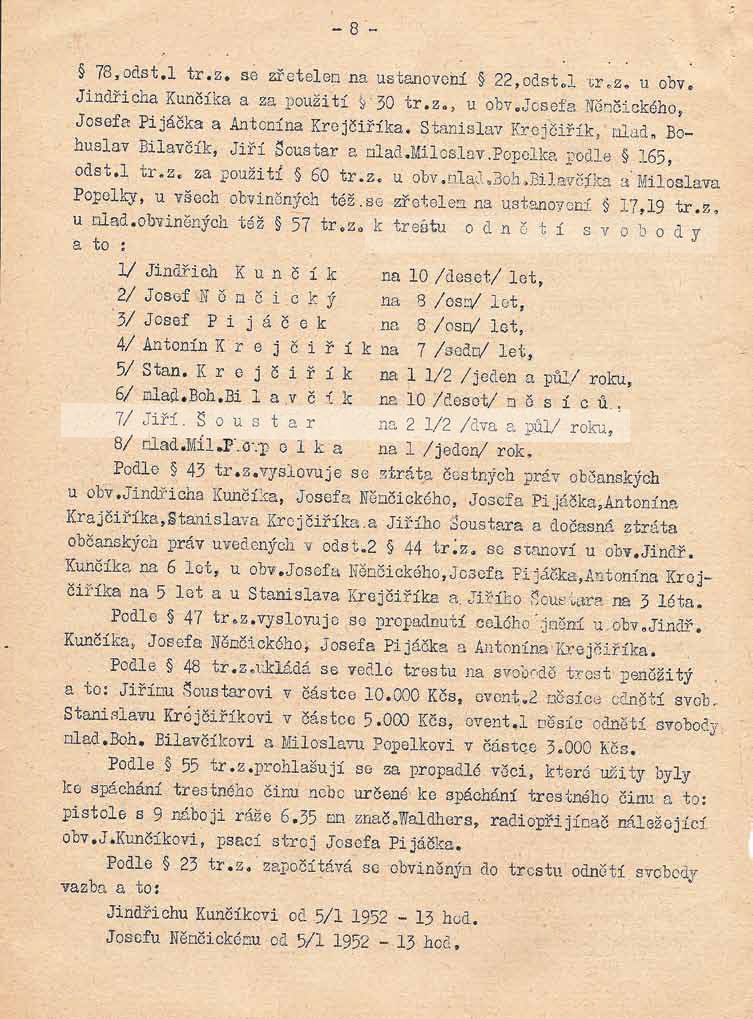 - 8 -
§ 78,odst.1 tr.z. se zřetelem na ustanovení § 22,odst.1 tr.z. u obv.
Jindřicha Kunčíka a za použití § 30 tr.z., u obv.Josefa Němčického,
Josefa Pijáčka a Antonína Krejčiříka. Stanislav Krejčiřík, mlad. Bo-
huslav Bilavčík, Jiří Šoustar a mlad.Miloslav.Popelka podle § 165,
odst.1 tr.z. za použití § 60 tr.z. u obv.mlad.Boh.Bilavčíka a Miloslava
Popelky, u všech obviněných též.se zřetelem na ustanovení § 17,19 tr.z.
u mlad.obviněných též § 57 tr.z. k trestu o d n ě t í s v o b o d y
a to :
1/ Jindřich K u n č í k na 10 /deset/ let,
2/ Josef N ě m č i c k ý na 8 /osm/ let,
3/ Josef P i j á č e k na 8 /osm/ let,
4/ Antonín K r e j č i ř í k na 7 /sedm/ let,
5/ Stan. K r e j č i ř í k na 1 1/2 /jeden a půl/ roku,
6/ mlad.Boh.Bi l a v č í k na 10 /deset/ m ě s í c ů.,
7/ Jiří. Š o u s t a r na 2 1/2 /dva a půl/ roku,
8/ mlad.Mil.P.o.p e l k a na 1 /jeden/ rok.
Podle § 43 tr.z.vyslovuje se ztráta čestných práv občanských
u obv.Jindřicha Kunčíka, Josefa Němčického, Josefa Pijáčka,Antonína
Krajčiříka,Stanislava Krejčiříka.a Jiřího Šoustara a dočasná ztráta
občanských práv uvedených v odst.2 § 44 tr.z. se stanoví u obv.Jindř.
Kunčíka na 6 let, u obv.Josefa Němčického,Josefa Pijáčka,Antonína Krej-
čiříka na 5 let a u Stanislava Krejčiříka a Jiřího Šoustara na 3 léta.
Podle § 47 tr.z.vyslovuje se propadnutí celého jmění u.obv.Jindř.
Kunčíka, Josefa Němčického, Josefa Pijáčka a Antonína Krejčiříka.
Podle § 48 tr.z.ukládá se vedle trestu na svobodě trest peněžitý
a to: Jiřímu Šoustarovi v částce 10.000 Kčs, event.2 měsíce odnětí svob.
Stanislavu Krejčiříkovi v částce 5.000 Kčs, event.1 měsíc odnětí svobody
mlad.Boh. Bilavčíkovi a Miloslavu Popelkovi v částce 3.000 Kčs.
Podle § 55 tr.z.prohlašují se za propadlé věci, které užity byly
ke spáchání trestného činu nebo určené ke spáchání trestného činu a to:
pistole s 9 náboji ráže 6.35 mm znač.Waldhers, radiopřijímač náležející
obv.J.Kunčíkovi, psací stroj Josefa Pijáčka.
Podle § 23 tr.z. započítává se obviněným do trestu odnětí svobody
vazba a to:
Jindřichu Kunčíkovi od 5/1 1952 - 13 hod.
Josefu Němčickému od 5/1 1952 - 13 hod.